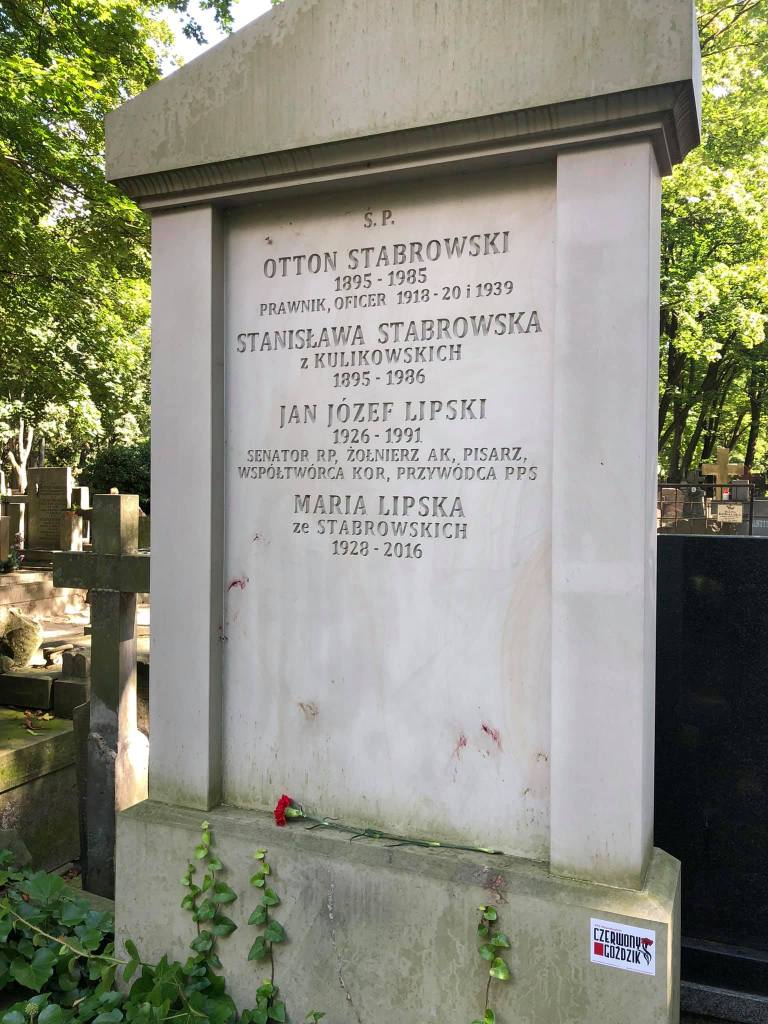 Ś.P.
OTTON STABROWSKI
1895 - 1985
PRAWNIK, OFICER 1918 - 20 i 1939
STANISŁAWA STABROWSKA
z KULIKOWSKICH
1895 - 1986
JAN JÓZEF LIPSKI
1926 - 1991
SENATOR RP, ŻOŁNIERZ AK, PISARZ,
WSPÓŁTWÓRCA KOR, PRZYWÓDCA PPS
MARIA LIPSKA
ze STABROWSKICH
1928 - 2016
CZERWONY
GOŹDZIK